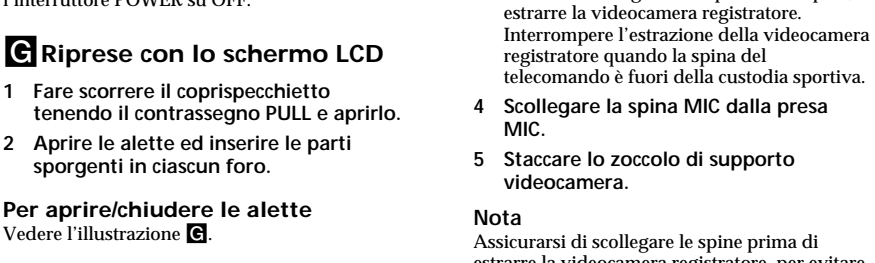 l'interruttore POWER su OFF.
G Riprese con lo schermo LCD
1 Fare scorrere il coprispecchietto
tenendo il contrassegno PULL e aprirlo.
2 Aprire le alette ed inserire le parti
sporgenti in ciascun foro.
Per aprire/chiudere le alette
Vedere l'illustrazione G.
estrarre la videocamera registratore.
Interrompere l'estrazione della videocamera
registratore quando la spina del
telecomando è fuori della custodia sportiva.
4 Scollegare la spina MIC dalla presa
MIC.
5 Staccare lo zoccolo di supporto
videocamera.
Nota
Assicurarsi di scollegare le spine prima di
estrarre la videocamera registratore, per evitare